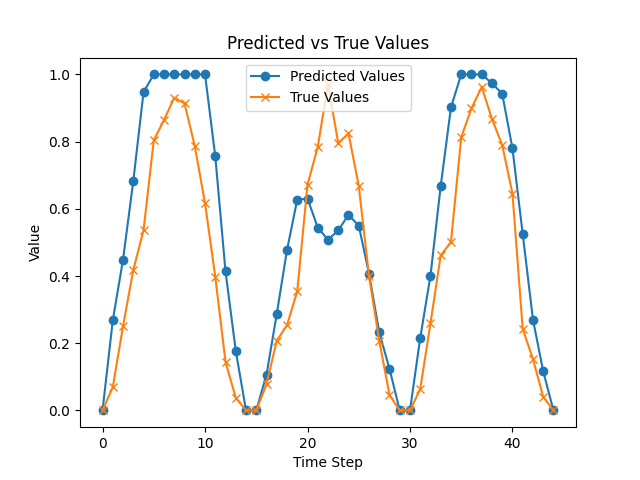 Predicted vs True Values
Predicted Values
True Values
1.0
0.8
0.6
0.4
0.2
0.0
Value
0 10 20 30 40
Time Step